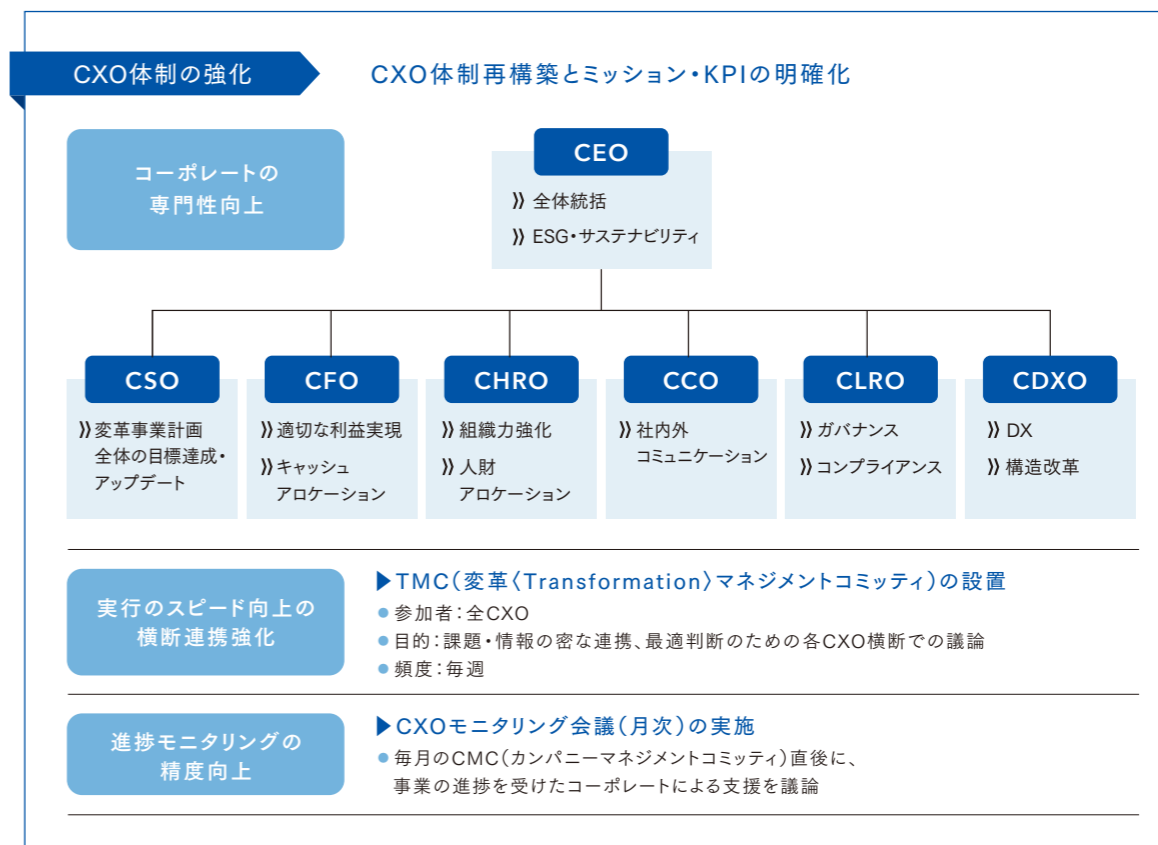 CXO体制の強化
CXO体制再構築とミッション・KPIの明確化
コーポレートの
専門性向上
CEO
全体統括
ESG・サステナビリティ
CSO
変革事業計画
全体の目標達成・
アップデート
CFO
適切な利益実現
キャッシュ
アロケーション
CHRO
組織力強化
人財
アロケーション
CCO
社内外
コミュニケーション
CLRO
ガバナンス
コンプライアンス
CDXO
DX
構造改革
実行のスピード向上の
横断連携強化
▶TMC(変革〈Transformation〉マネジメントコミッティ)の設置
● 参加者:全CXO
● 目的:課題・情報の密な連携、最適判断のための各CXO横断での議論
● 頻度:毎週
進捗モニタリングの
精度向上
▶CXOモニタリング会議(月次)の実施
● 毎月のCMC(カンパニーマネジメントコミッティ)直後に、
事業の進捗を受けたコーポレートによる支援を議論